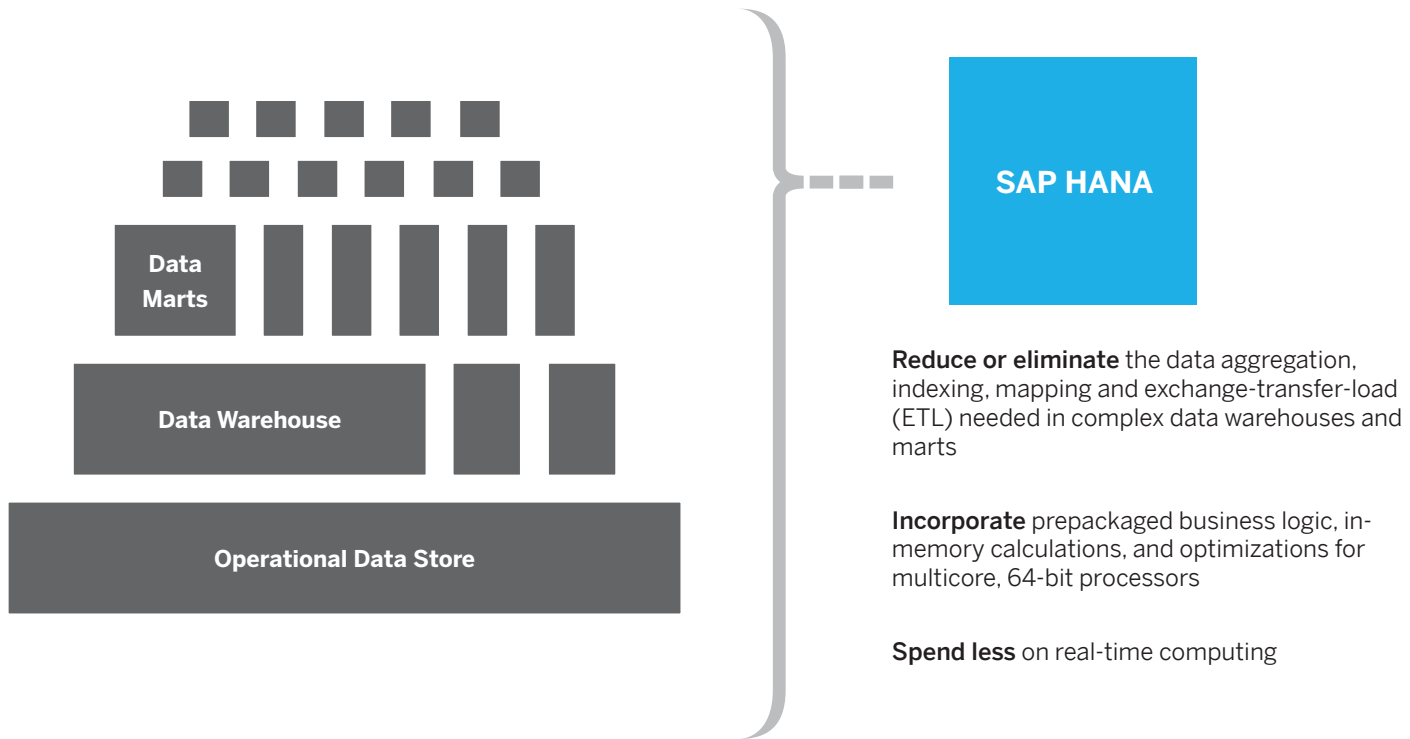 Data
Marts
Data Warehouse
Operational Data Store
SAP HANA
Reduce or eliminate the data aggregation,
indexing, mapping and exchange-transfer-load
(ETL) needed in complex data warehouses and
marts
Incorporate prepackaged business logic, in-
memory calculations, and optimizations for
multicore, 64-bit processors
Spend less on real-time computing